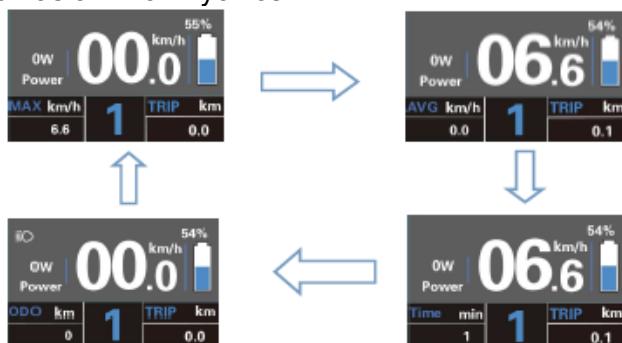 55%
km/h
00.0
0W
Power
MAX km/h
1
TRIP km
6.6
0.0
54%
km/h
06.6
0W
Power
AVG km/h
1
TRIP km
0.0
0.1
54%
km/h
00.0
0W
Power
ODO km
1
TRIP km
0
0.0
54%
km/h
06.6
0W
Power
Time min
1
TRIP km
1
0.1